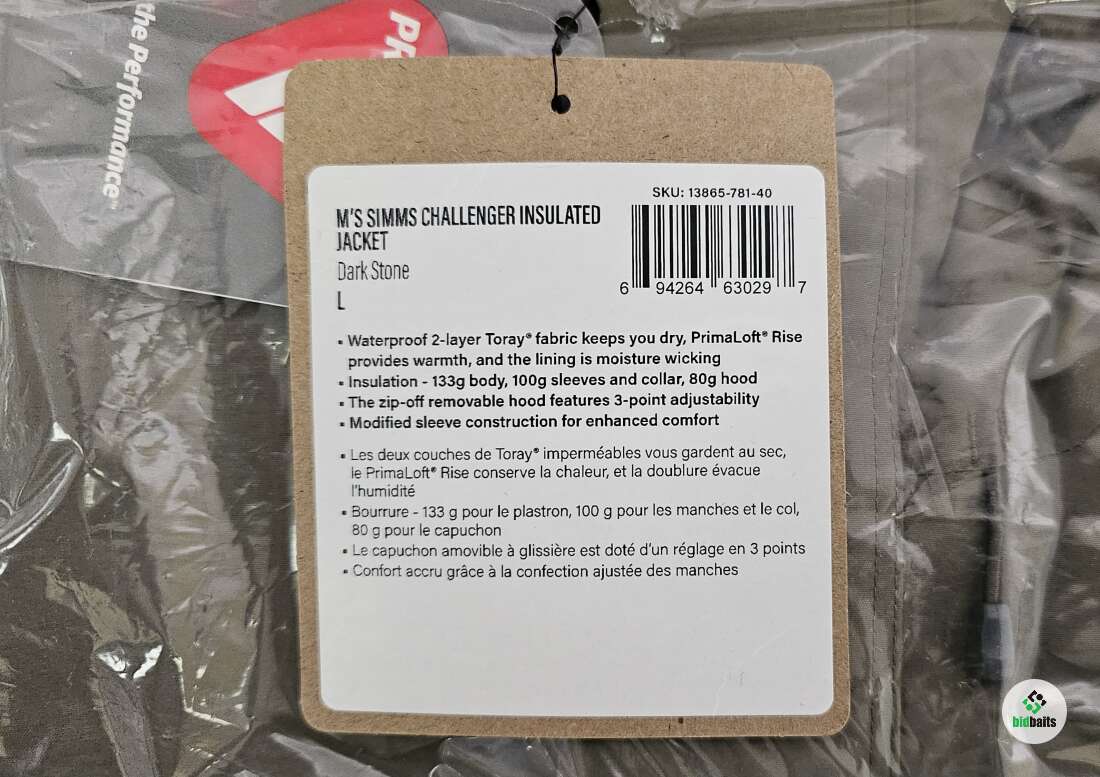 PR
the Performance™
SKU: 13865-781-40
M'S SIMMS CHALLENGER INSULATED
JACKET
Dark Stone
L
6 94264 63029 7
▪ Waterproof 2-layer Toray® fabric keeps you dry, PrimaLoft® Rise
provides warmth, and the lining is moisture wicking
▪ Insulation - 133g body, 100g sleeves and collar, 80g hood
▪ The zip-off removable hood features 3-point adjustability
▪ Modified sleeve construction for enhanced comfort
▪ Les deux couches de Toray® imperméables vous gardent au sec,
le PrimaLoft® Rise conserve la chaleur, et la doublure évacue
l'humidité
▪ Bourrure - 133 g pour le plastron, 100 g pour les manches et le col,
80 g pour le capuchon
▪ Le capuchon amovible à glissière est doté d'un réglage en 3 points
▪ Confort accru grâce à la confection ajustée des manches
bidbaits